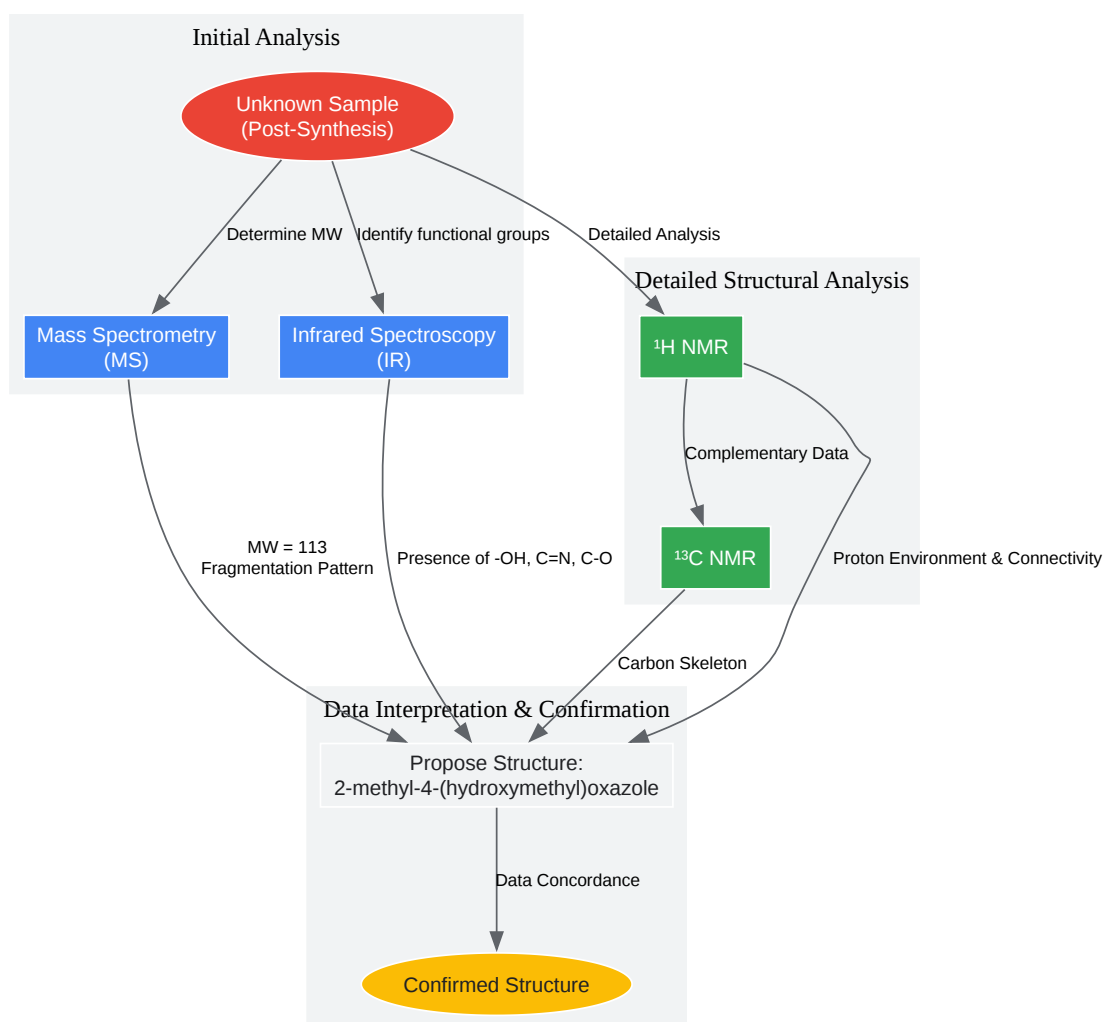 Initial Analysis
Unknown Sample
(Post-Synthesis)
Determine MW
Identify functional groups
Detailed Analysis
Detailed Structural Analysis
Mass Spectrometry
(MS)
Infrared Spectroscopy
(IR)
¹H NMR
Complementary Data
MW = 113
Fragmentation Pattern
Presence of -OH, C=N, C-O
¹³C NMR
Proton Environment & Connectivity
Carbon Skeleton
Data Interpretation & Confirmation
Propose Structure:
2-methyl-4-(hydroxymethyl)oxazole
Data Concordance
Confirmed Structure